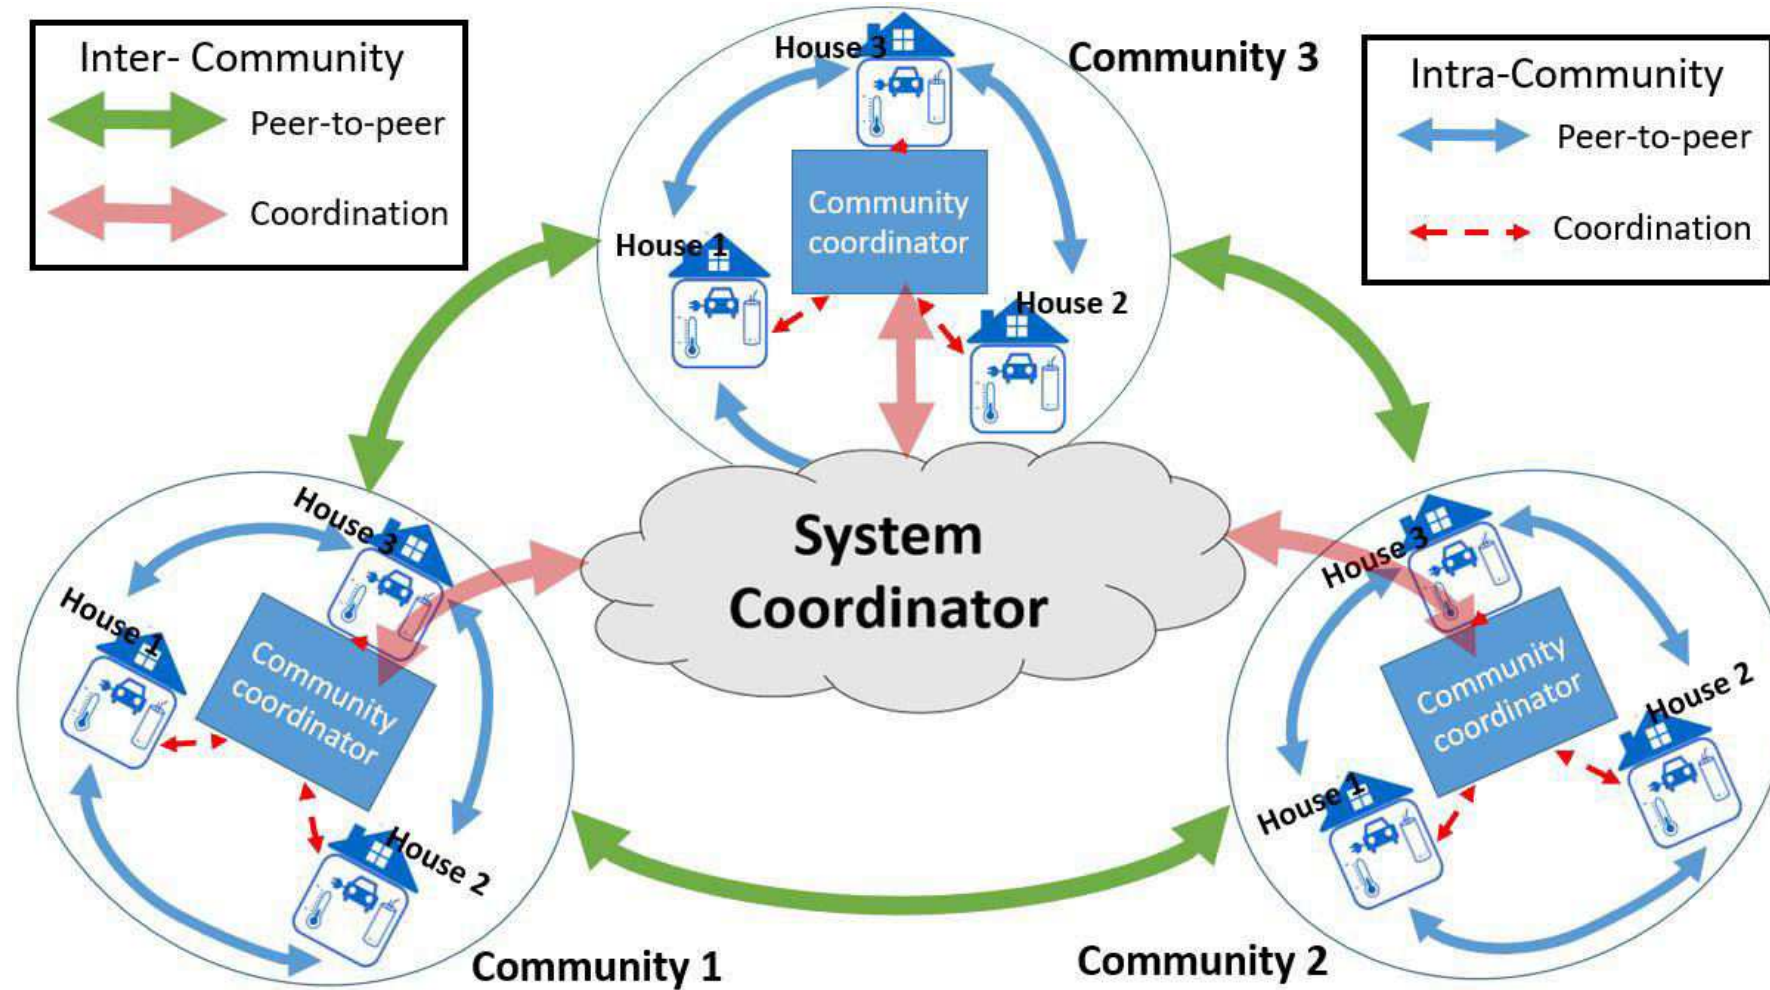 Inter- Community
Peer-to-peer
Coordination
Intra-Community
Peer-to-peer
Coordination
Community 3
House 3
House 1
House 2
Community
coordinator
System
Coordinator
House 3
House 1
House 2
Community
coordinator
Community 1
House 3
House 2
House 1
Community
coordinator
Community 2